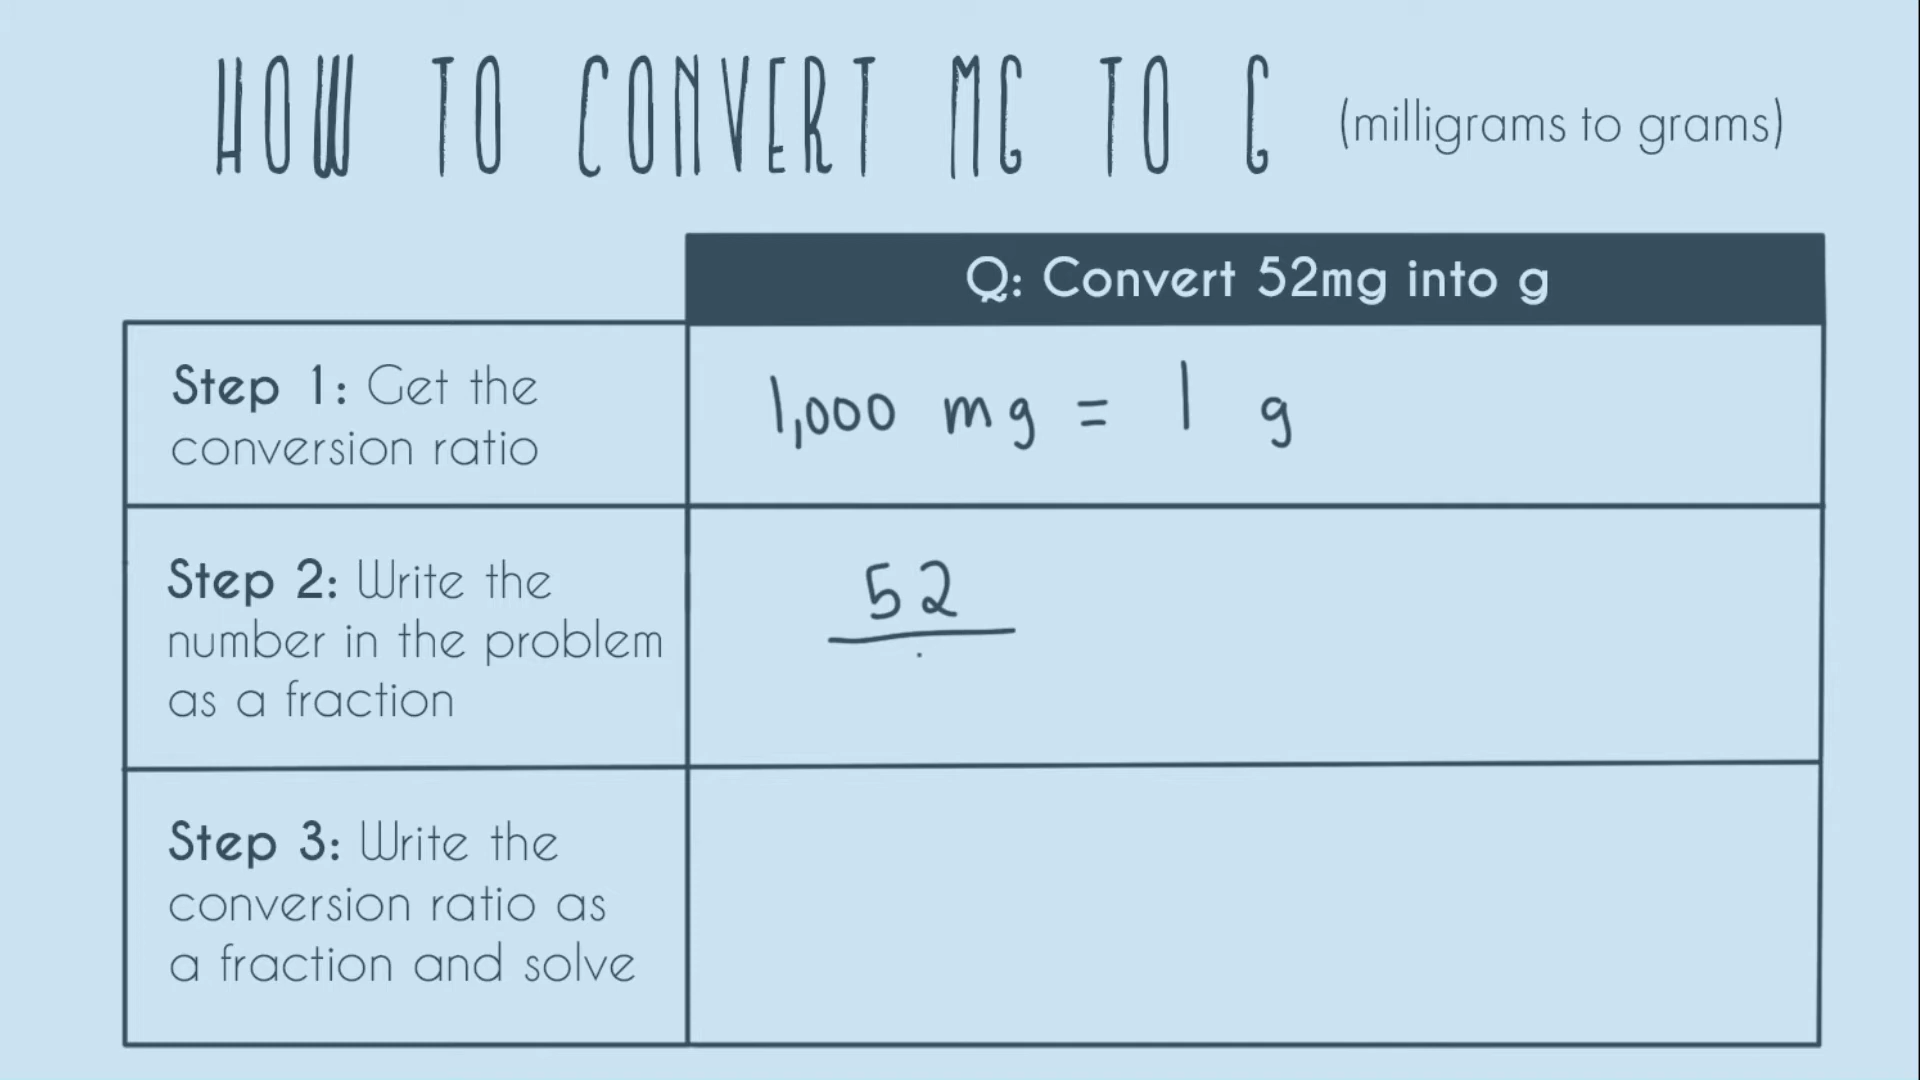 HOW TO CONVERT MG TO G (milligrams to grams)
Q: Convert 52mg into g
Step 1: Get the
conversion ratio
1,000 mg = 1 g
Step 2: Write the
number in the problem
as a fraction
52
Step 3: Write the
conversion ratio as
a fraction and solve